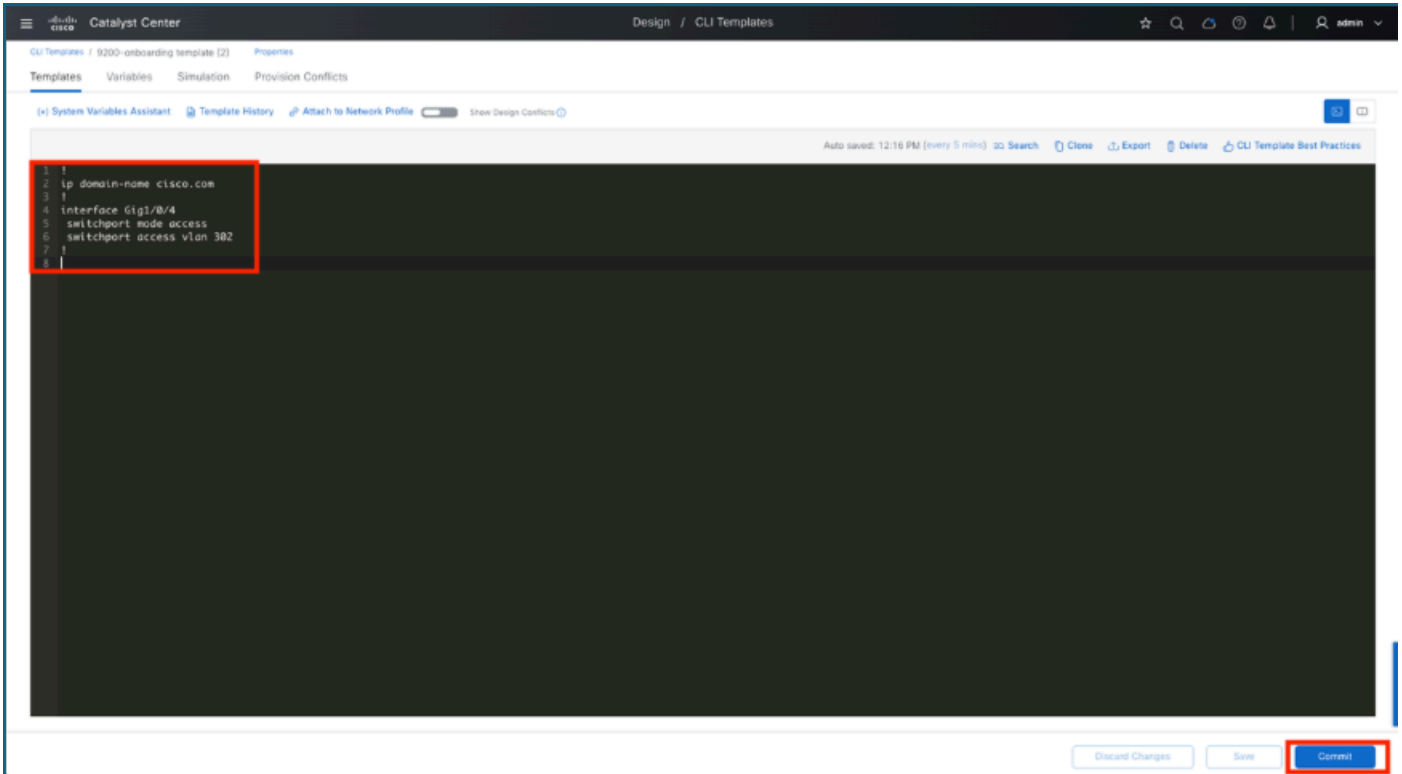 cisco Catalyst Center Design / CLI Templates admin
CLI Templates / 9200-onboarding template (2) Properties
Templates Variables Simulation Provision Conflicts
(x) System Variables Assistant Template History Attach to Network Profile Show Design Conflicts
Auto saved: 12:16 PM (every 5 mins) Search Clone Export Delete CLI Template Best Practices
1 !
2 ip domain-name cisco.com
3 !
4 interface Gig1/0/4
5 switchport mode access
6 switchport access vlan 302
7 !
8
Discard Changes Save Commit